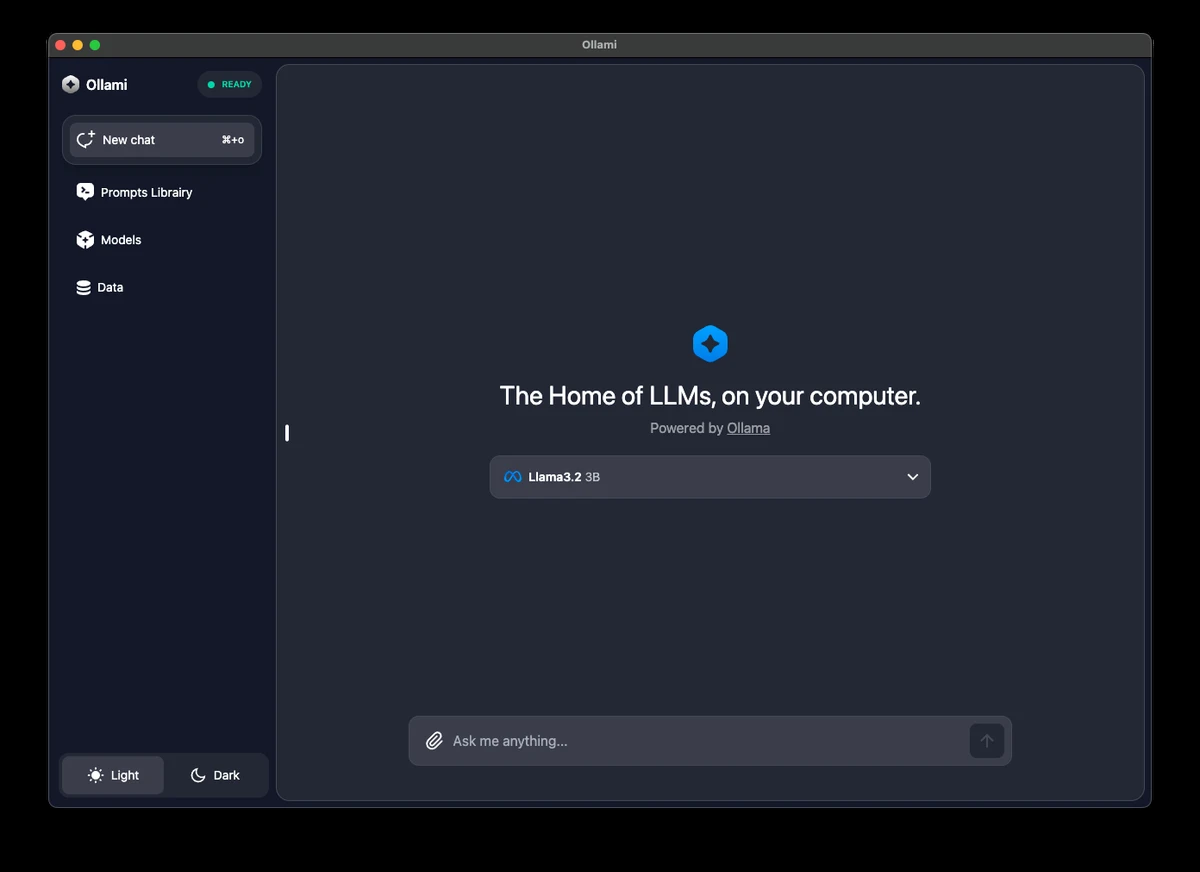 Ollami
Ollami
READY
New chat
⌘+o
Prompts Librairy
Models
Data
The Home of LLMs, on your computer.
Powered by Ollama
Llama3.2 3B
Ask me anything...
Light
Dark